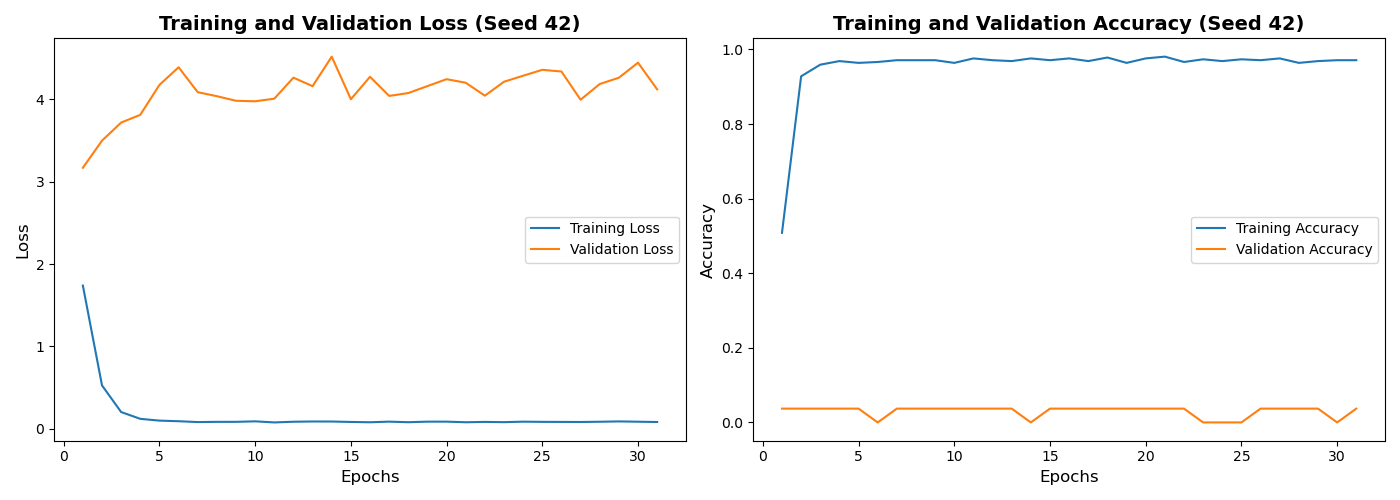 Training and Validation Loss (Seed 42)
4
3
2
1
0
Loss
Training Loss
Validation Loss
0 5 10 15 20 25 30
Epochs
Training and Validation Accuracy (Seed 42)
1.0
0.8
0.6
0.4
0.2
0.0
Accuracy
Training Accuracy
Validation Accuracy
0 5 10 15 20 25 30
Epochs